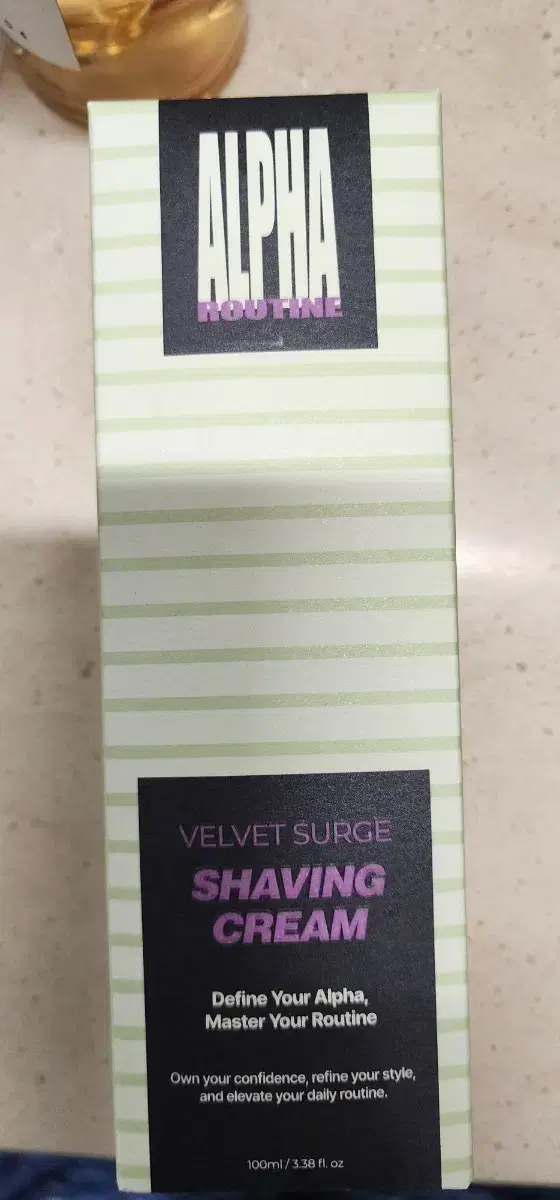 ALPHA
ROUTINE
VELVET SURGE
SHAVING
CREAM
Define Your Alpha,
Master Your Routine
Own your confidence, refine your style,
and elevate your daily routine.
100ml / 3.38 fl. oz